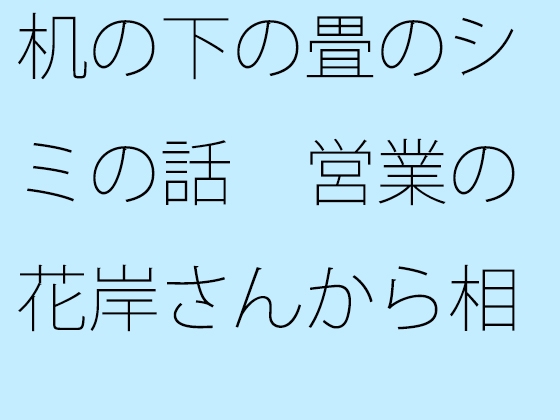 机の下の畳のシ
ミの話　営業の
花岸さんから相